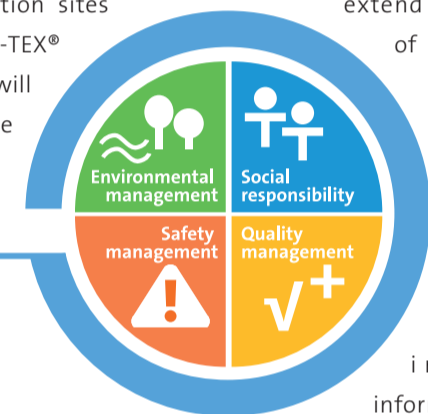 tion sites
-TEX®
will
e
extend
of
Environmental
management
Social
responsibility
Safety
management
Quality
management
!
√+
infor